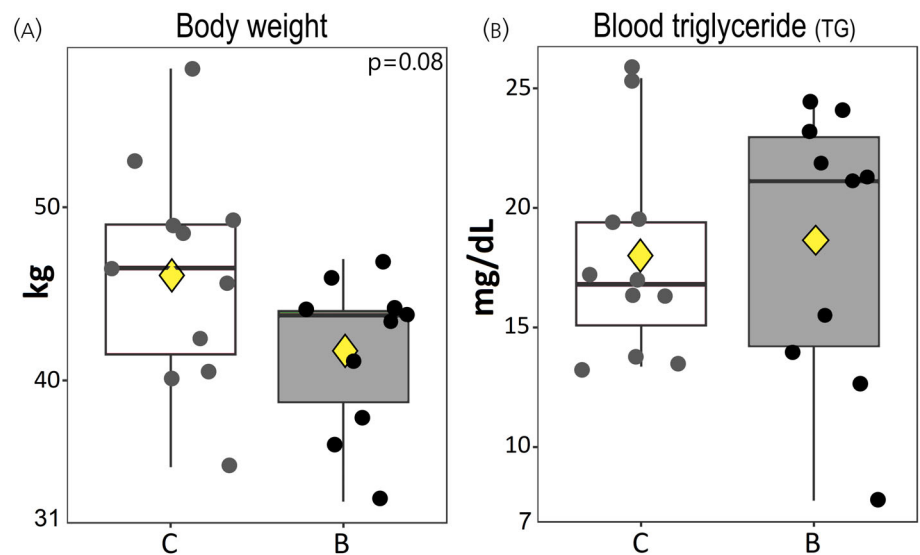 (A)
Body weight
p=0.08
kg
50
40
31
C
B
(B)
Blood triglyceride (TG)
mg/dL
25
20
15
10
7
C
B